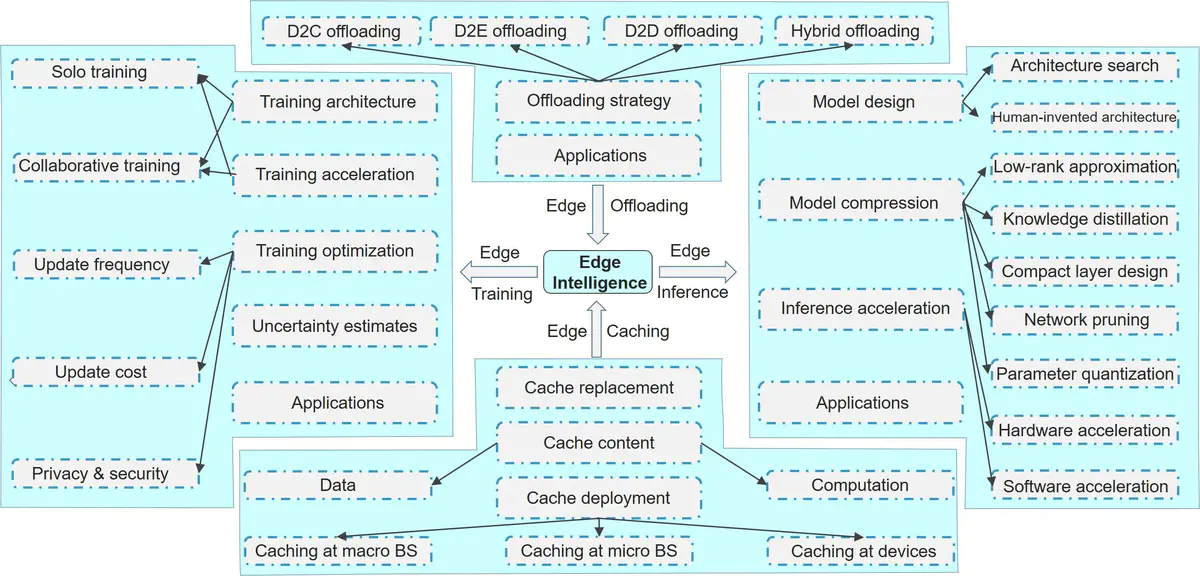 D2C offloading
D2E offloading
D2D offloading
Hybrid offloading
Offloading strategy
Applications
Edge Offloading
Solo training
Collaborative training
Update frequency
Update cost
Privacy & security
Training architecture
Training acceleration
Training optimization
Uncertainty estimates
Applications
Edge
Training
Edge
Intelligence
Edge
Inference
Model design
Model compression
Inference acceleration
Applications
Architecture search
Human-invented architecture
Low-rank approximation
Knowledge distillation
Compact layer design
Network pruning
Parameter quantization
Hardware acceleration
Software acceleration
Edge Caching
Cache replacement
Cache content
Data
Computation
Cache deployment
Caching at macro BS
Caching at micro BS
Caching at devices